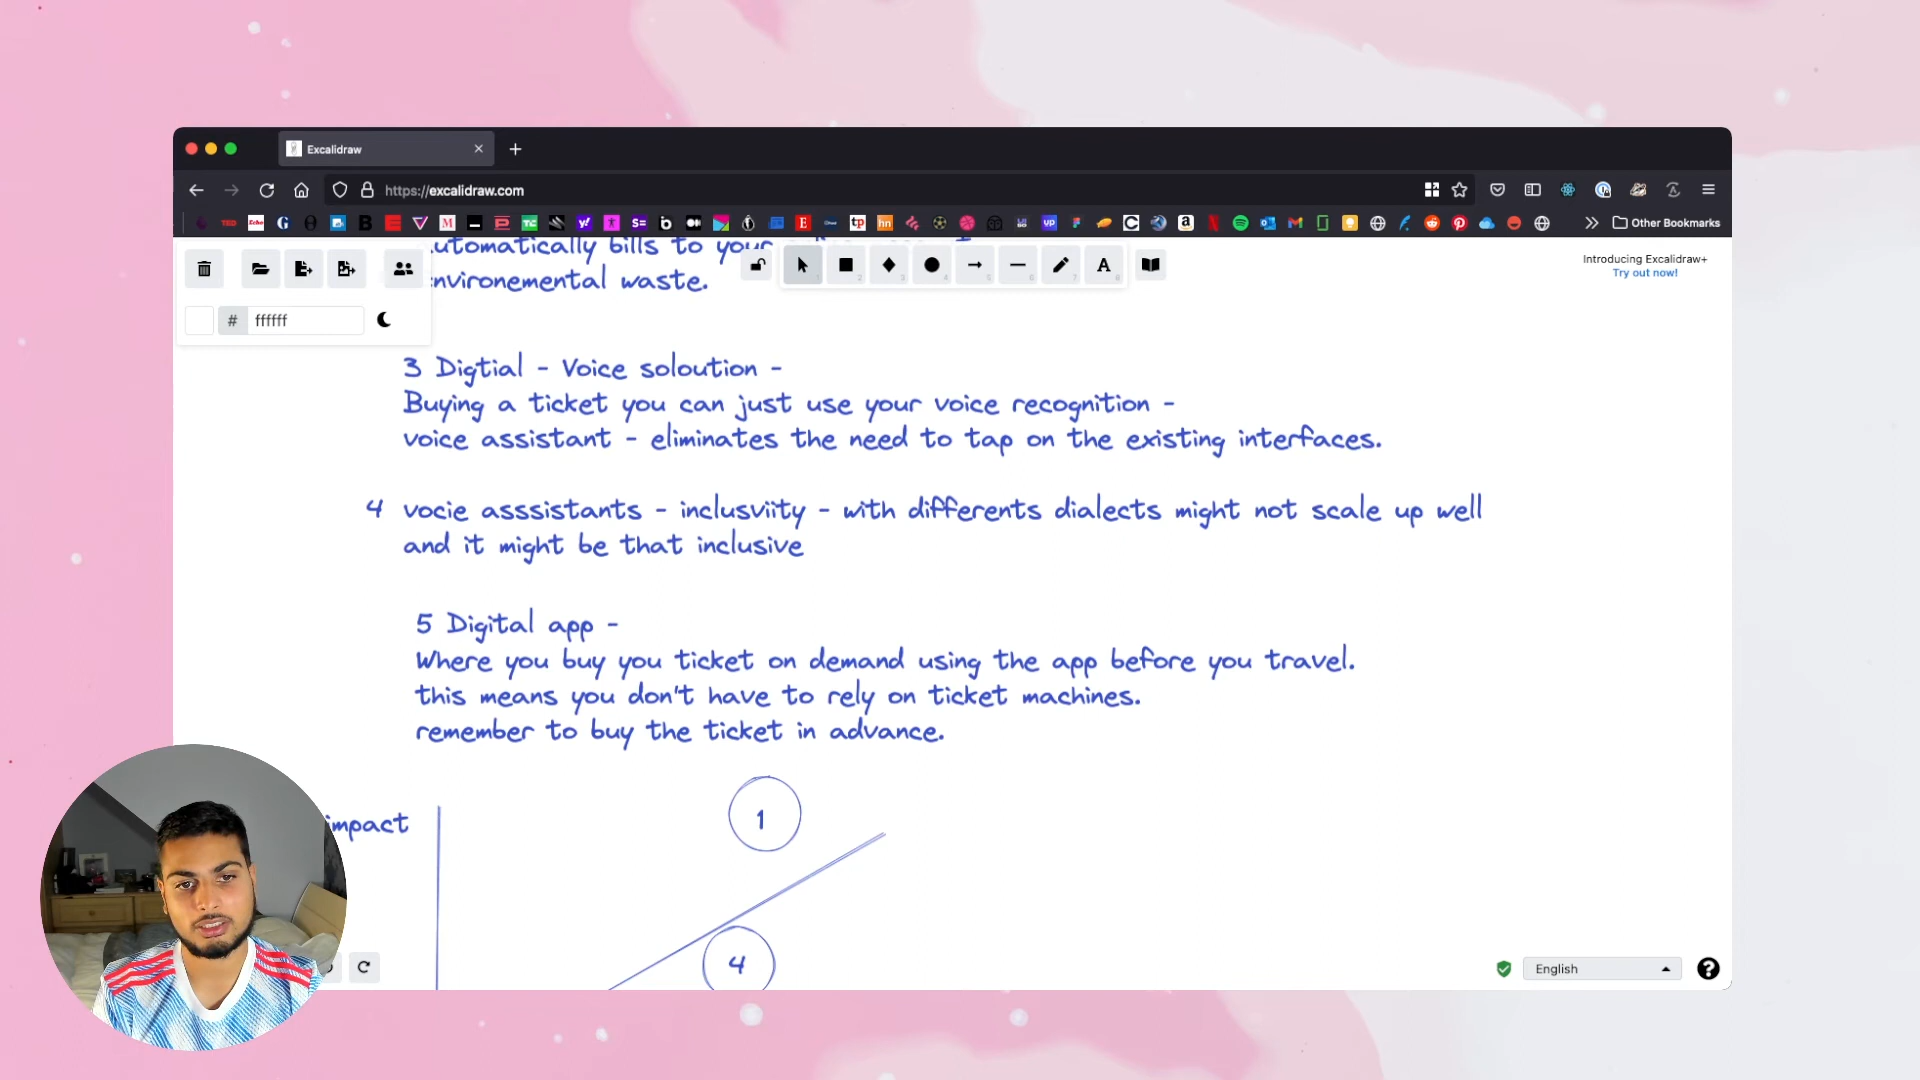 Excalidraw
https://excalidraw.com
TED
Echo
Other Bookmarks
utomatically bills to your
nvironemental waste.
Introducing Excalidraw+
Try out now!
# ffffff
3 Digtial - Voice soloution -
Buying a ticket you can just use your voice recognition -
voice assistant - eliminates the need to tap on the existing interfaces.
4 vocie asssistants - inclusviity - with differents dialects might not scale up well
and it might be that inclusive
5 Digital app -
Where you buy you ticket on demand using the app before you travel.
this means you don't have to rely on ticket machines.
remember to buy the ticket in advance.
impact
1
4
English